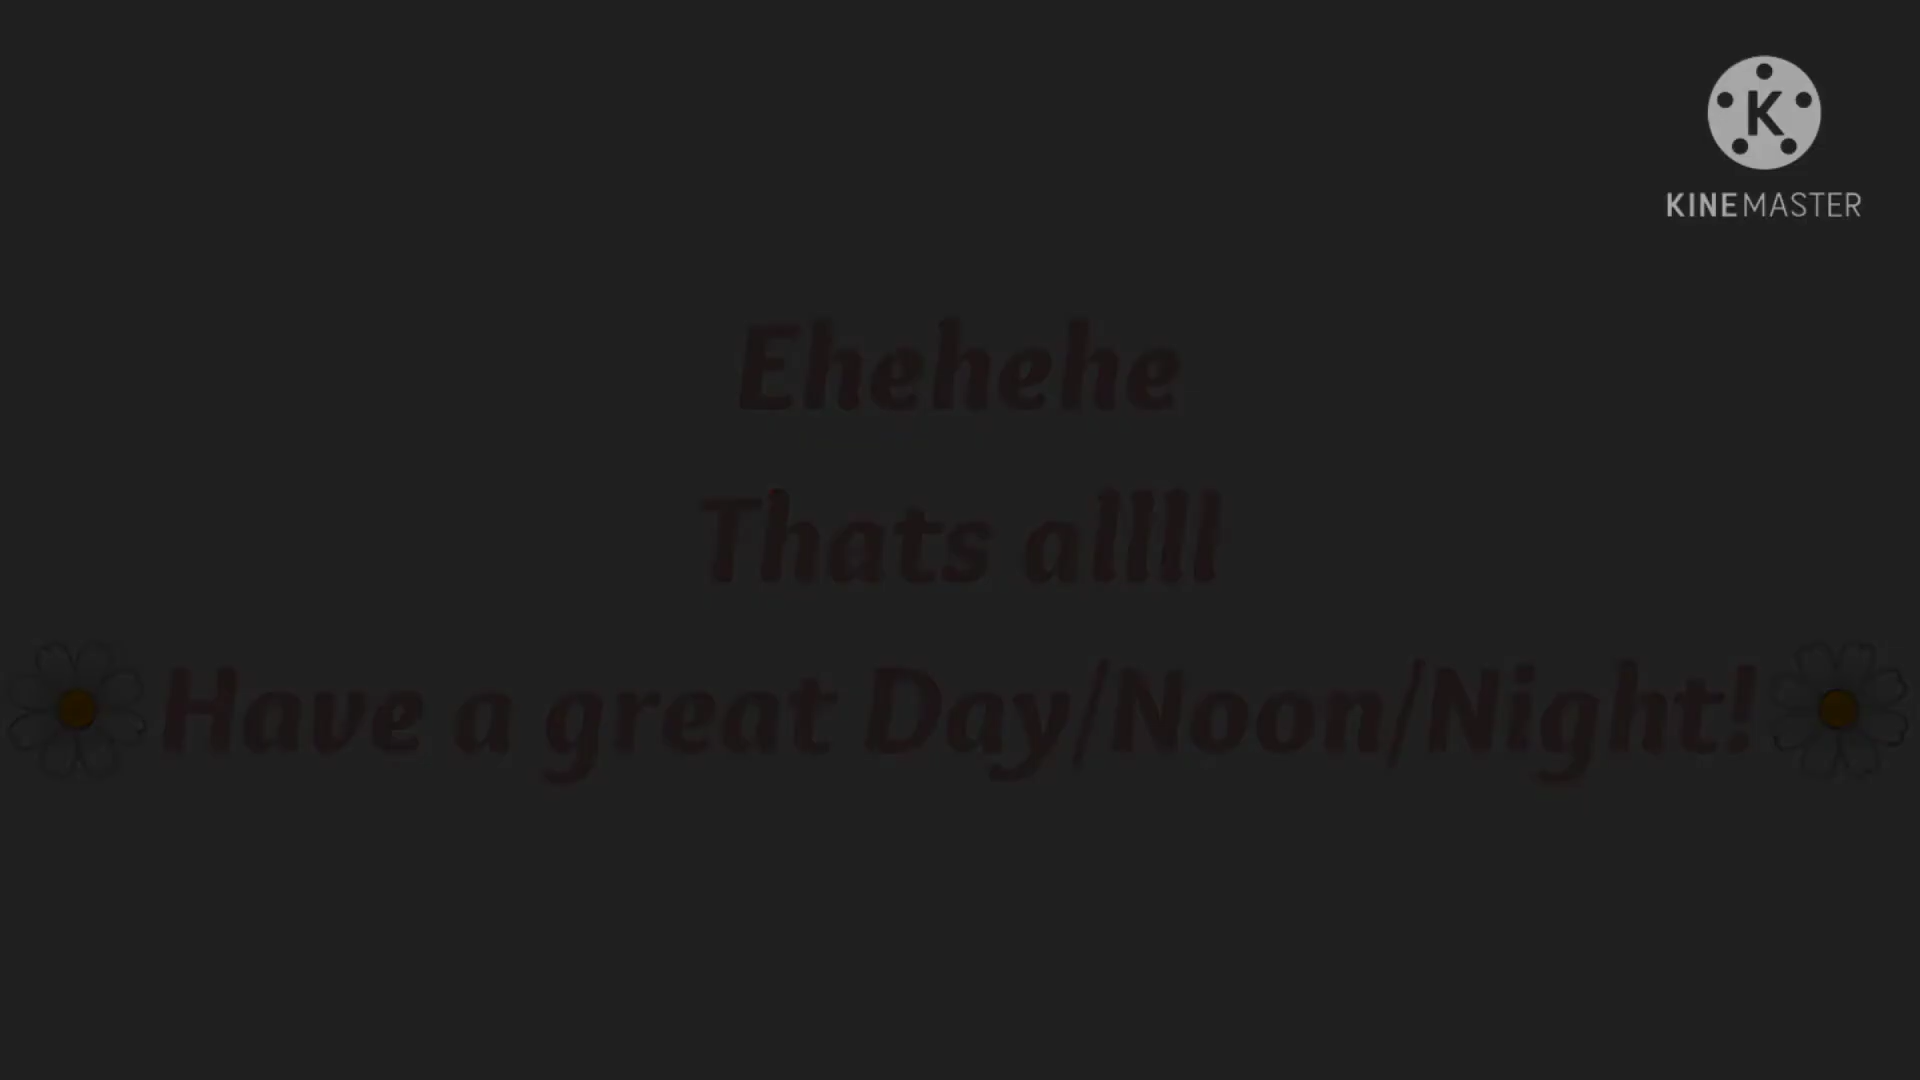 K
KINEMASTER
Ehehehe
Thats allll
🌼Have a great Day/Noon/Night!🌼